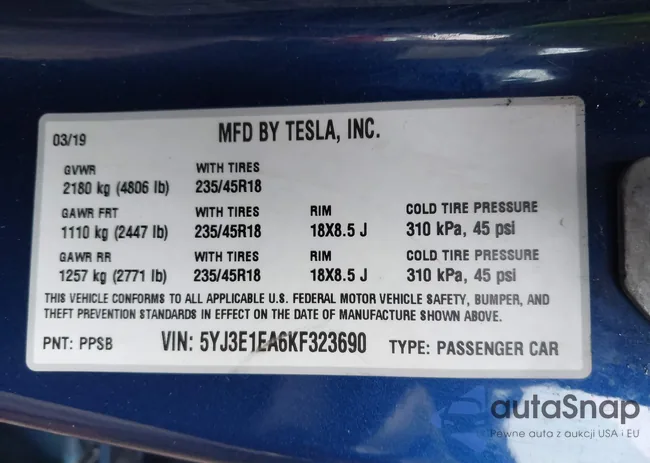 03/19 MFD BY TESLA, INC.
GVWR WITH TIRES
2180 kg (4806 lb) 235/45R18
GAWR FRT WITH TIRES RIM COLD TIRE PRESSURE
1110 kg (2447 lb) 235/45R18 18X8.5 J 310 kPa, 45 psi
GAWR RR WITH TIRES RIM COLD TIRE PRESSURE
1257 kg (2771 lb) 235/45R18 18X8.5 J 310 kPa, 45 psi
THIS VEHICLE CONFORMS TO ALL APPLICABLE U.S. FEDERAL MOTOR VEHICLE SAFETY, BUMPER, AND
THEFT PREVENTION STANDARDS IN EFFECT ON THE DATE OF MANUFACTURE SHOWN ABOVE.
PNT: PPSB VIN: 5YJ3E1EA6KF323690 TYPE: PASSENGER CAR
autaSnap
Pewne auta z aukcji USA i EU